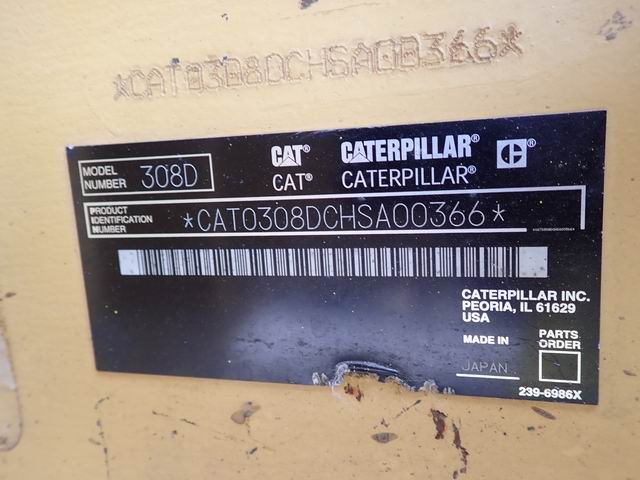 *CAT0308DCHSA00366*
MODEL NUMBER 308D
CAT® CATERPILLAR® C®
CAT® CATERPILLAR®
PRODUCT IDENTIFICATION NUMBER *CAT0308DCHSA00366*
CATERPILLAR INC.
PEORIA, IL 61629
USA
MADE IN
JAPAN
PARTS ORDER
239-6986X